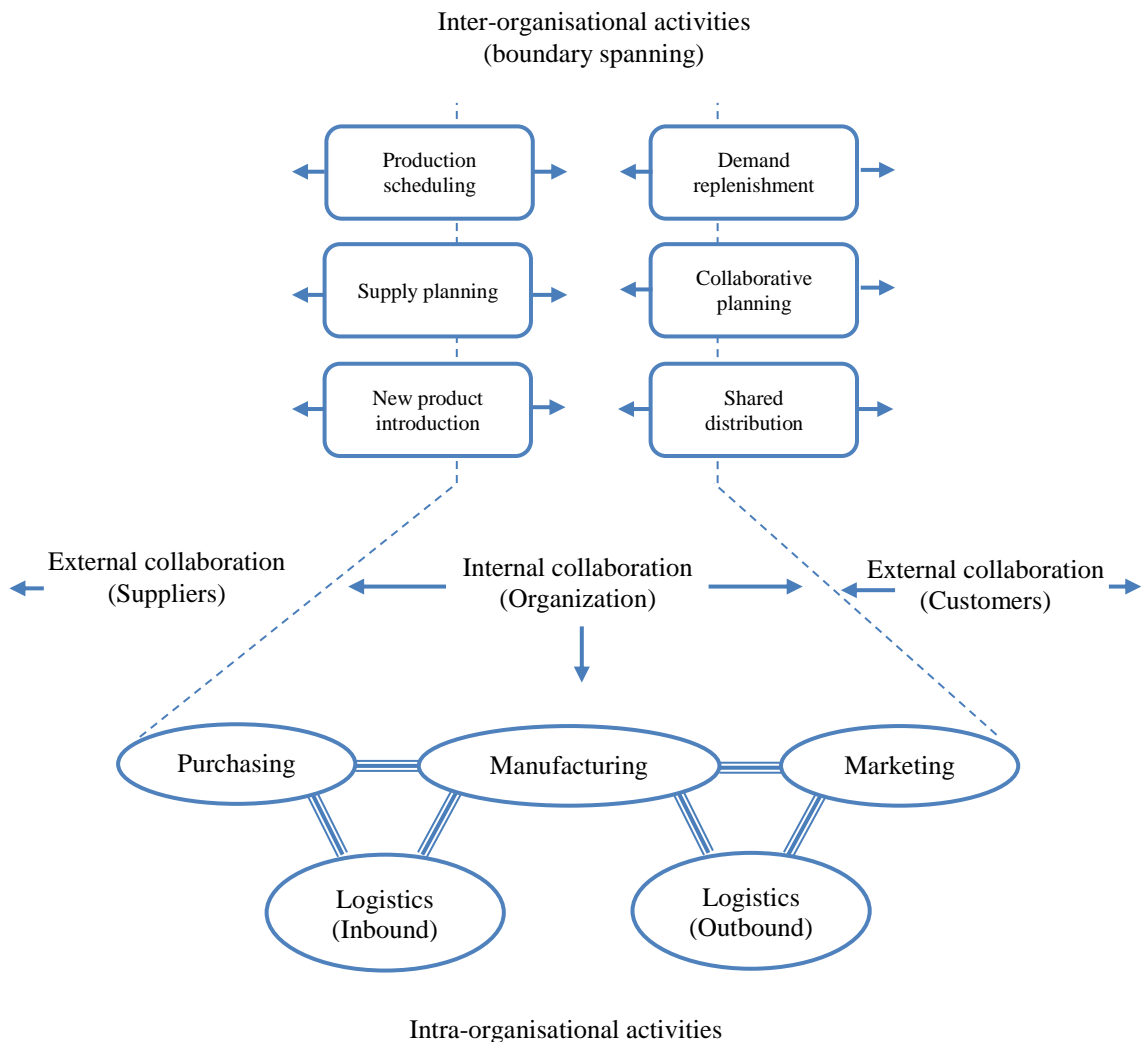 Inter-organisational activities
(boundary spanning)
Production
scheduling
Demand
replenishment
Supply planning
Collaborative
planning
New product
introduction
Shared
distribution
External collaboration
(Suppliers)
Internal collaboration
(Organization)
External collaboration
(Customers)
Purchasing
Manufacturing
Marketing
Logistics
(Inbound)
Logistics
(Outbound)
Intra-organisational activities